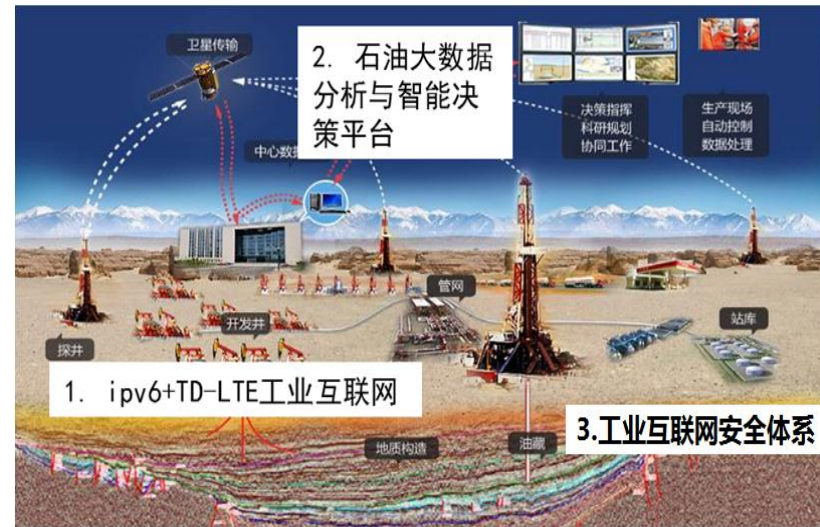 卫星传输
2. 石油大数据
分析与智能决
策平台
中心数据
决策指挥
科研规划
协同工作
生产现场
自动控制
数据处理
管网
开发井
站库
探井
1. ipv6+TD-LTE工业互联网
3.工业互联网安全体系
地质构造
油藏